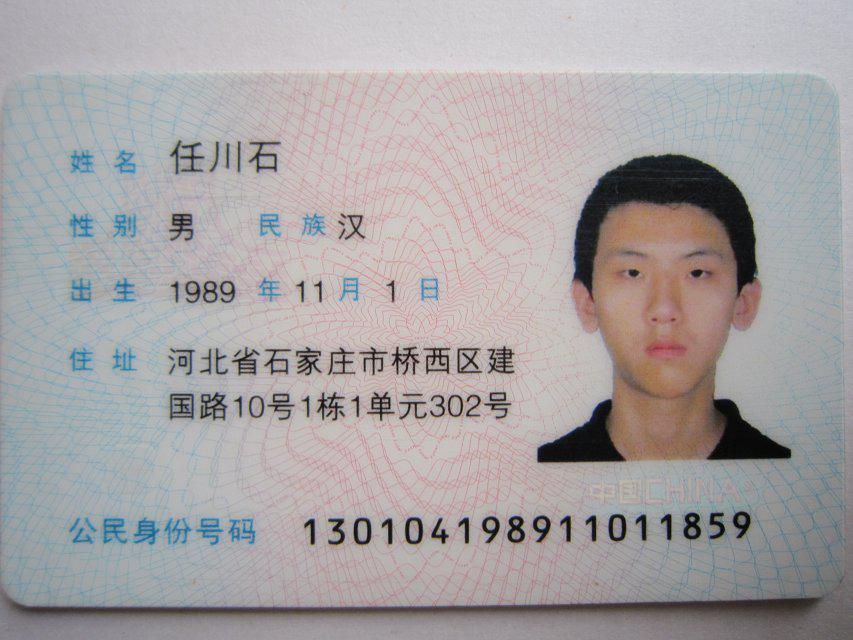 姓名 任川石
性别 男 民族 汉
出生 1989 年 11 月 1 日
住址 河北省石家庄市桥西区建
国路10号1栋1单元302号
中国CHINA
公民身份号码 130104198911011859